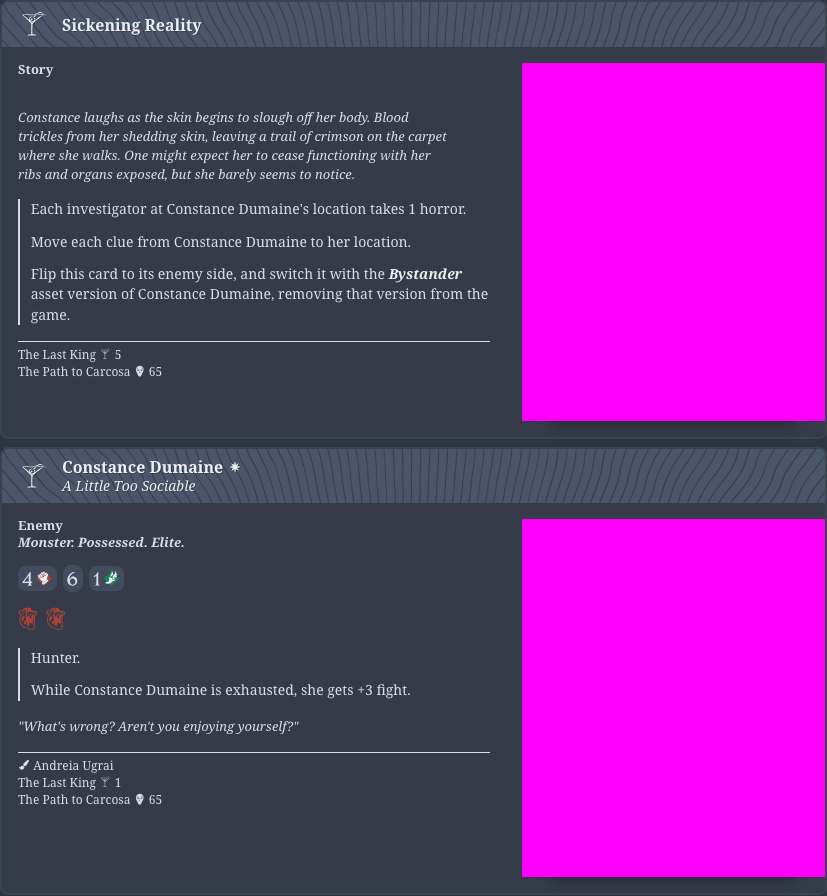 Sickening Reality
Story
Constance laughs as the skin begins to slough off her body. Blood
trickles from her shedding skin, leaving a trail of crimson on the carpet
where she walks. One might expect her to cease functioning with her
ribs and organs exposed, but she barely seems to notice.
Each investigator at Constance Dumaine's location takes 1 horror.
Move each clue from Constance Dumaine to her location.
Flip this card to its enemy side, and switch it with the Bystander
asset version of Constance Dumaine, removing that version from the
game.
The Last King 5
The Path to Carcosa 65
Constance Dumaine
A Little Too Sociable
Enemy
Monster. Possessed. Elite.
4 6 1
Hunter.
While Constance Dumaine is exhausted, she gets +3 fight.
"What's wrong? Aren't you enjoying yourself?"
Andreia Ugrai
The Last King 1
The Path to Carcosa 65